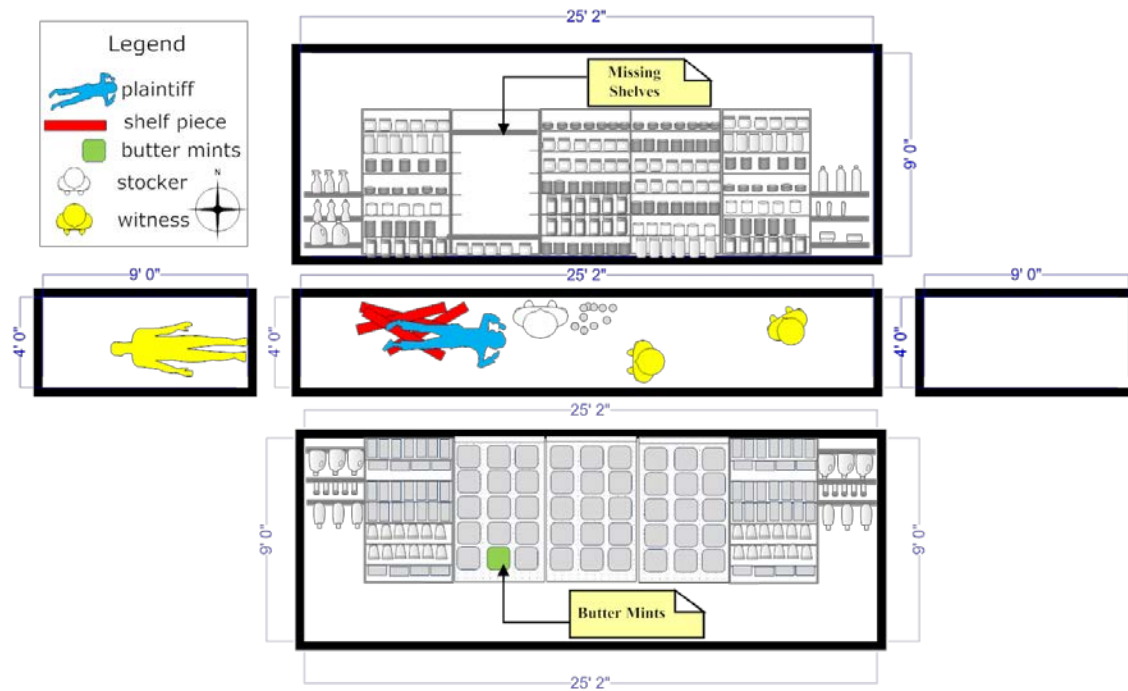 Legend
plaintiff
shelf piece
butter mints
stocker
witness
N
25' 2"
Missing
Shelves
9' 0"
9' 0"
25' 2"
9' 0"
4' 0"
4' 0"
4' 0"
25' 2"
9' 0"
9' 0"
Butter Mints
25' 2"